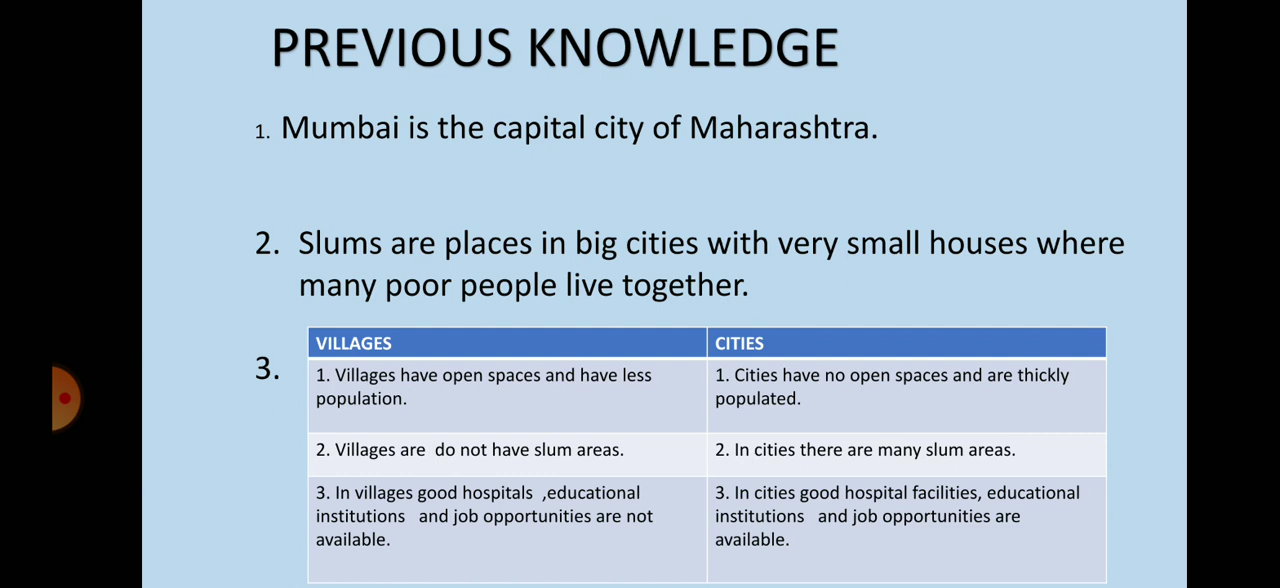 PREVIOUS KNOWLEDGE
1. Mumbai is the capital city of Maharashtra.
2. Slums are places in big cities with very small houses where
many poor people live together.
3.
VILLAGES
CITIES
1. Villages have open spaces and have less
population.
1. Cities have no open spaces and are thickly
populated.
2. Villages are  do not have slum areas.
2. In cities there are many slum areas.
3. In villages good hospitals  ,educational
institutions   and job opportunities are not
available.
3. In cities good hospital facilities, educational
institutions   and job opportunities are
available.